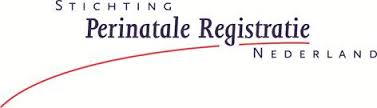 STICHTING
Perinatale Registratie
NEDERLAND